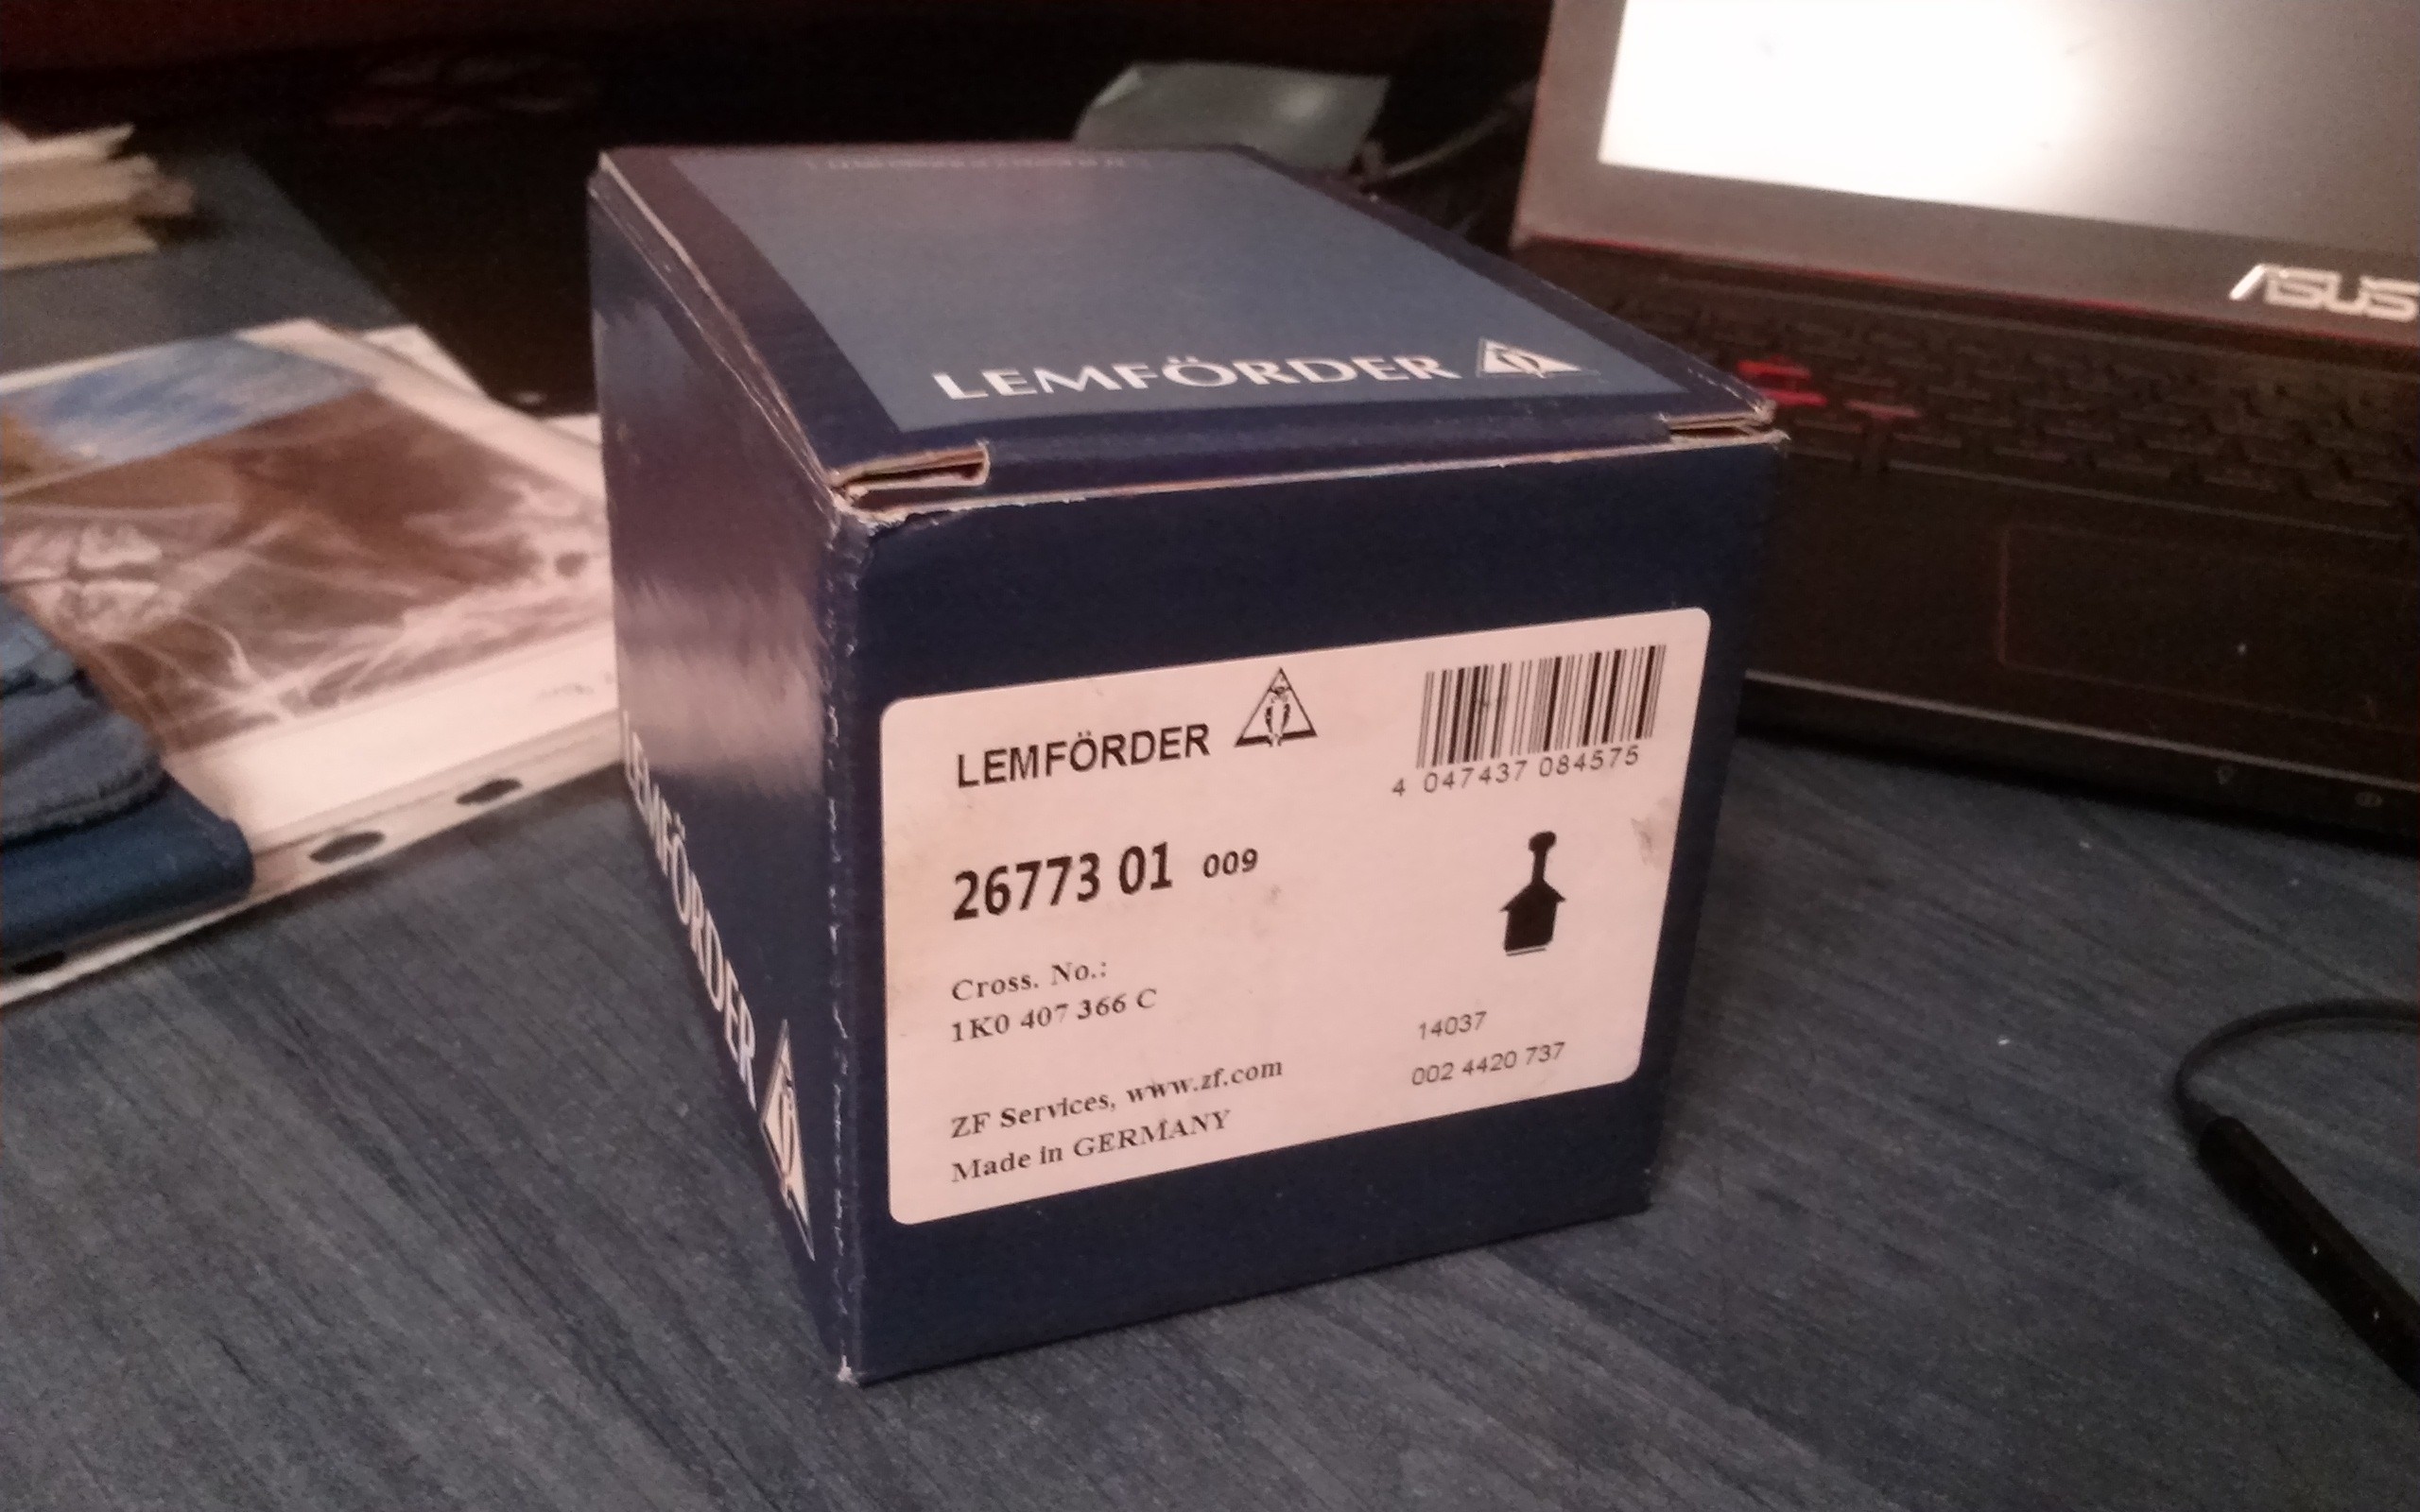 ASUS
LEMFÖRDER
LEMFÖRDER
LEMFÖRDER
4 047437 084575
26773 01 009
Cross. No.:
1K0 407 366 C
14037
002 4420 737
ZF Services, www.zf.com
Made in GERMANY